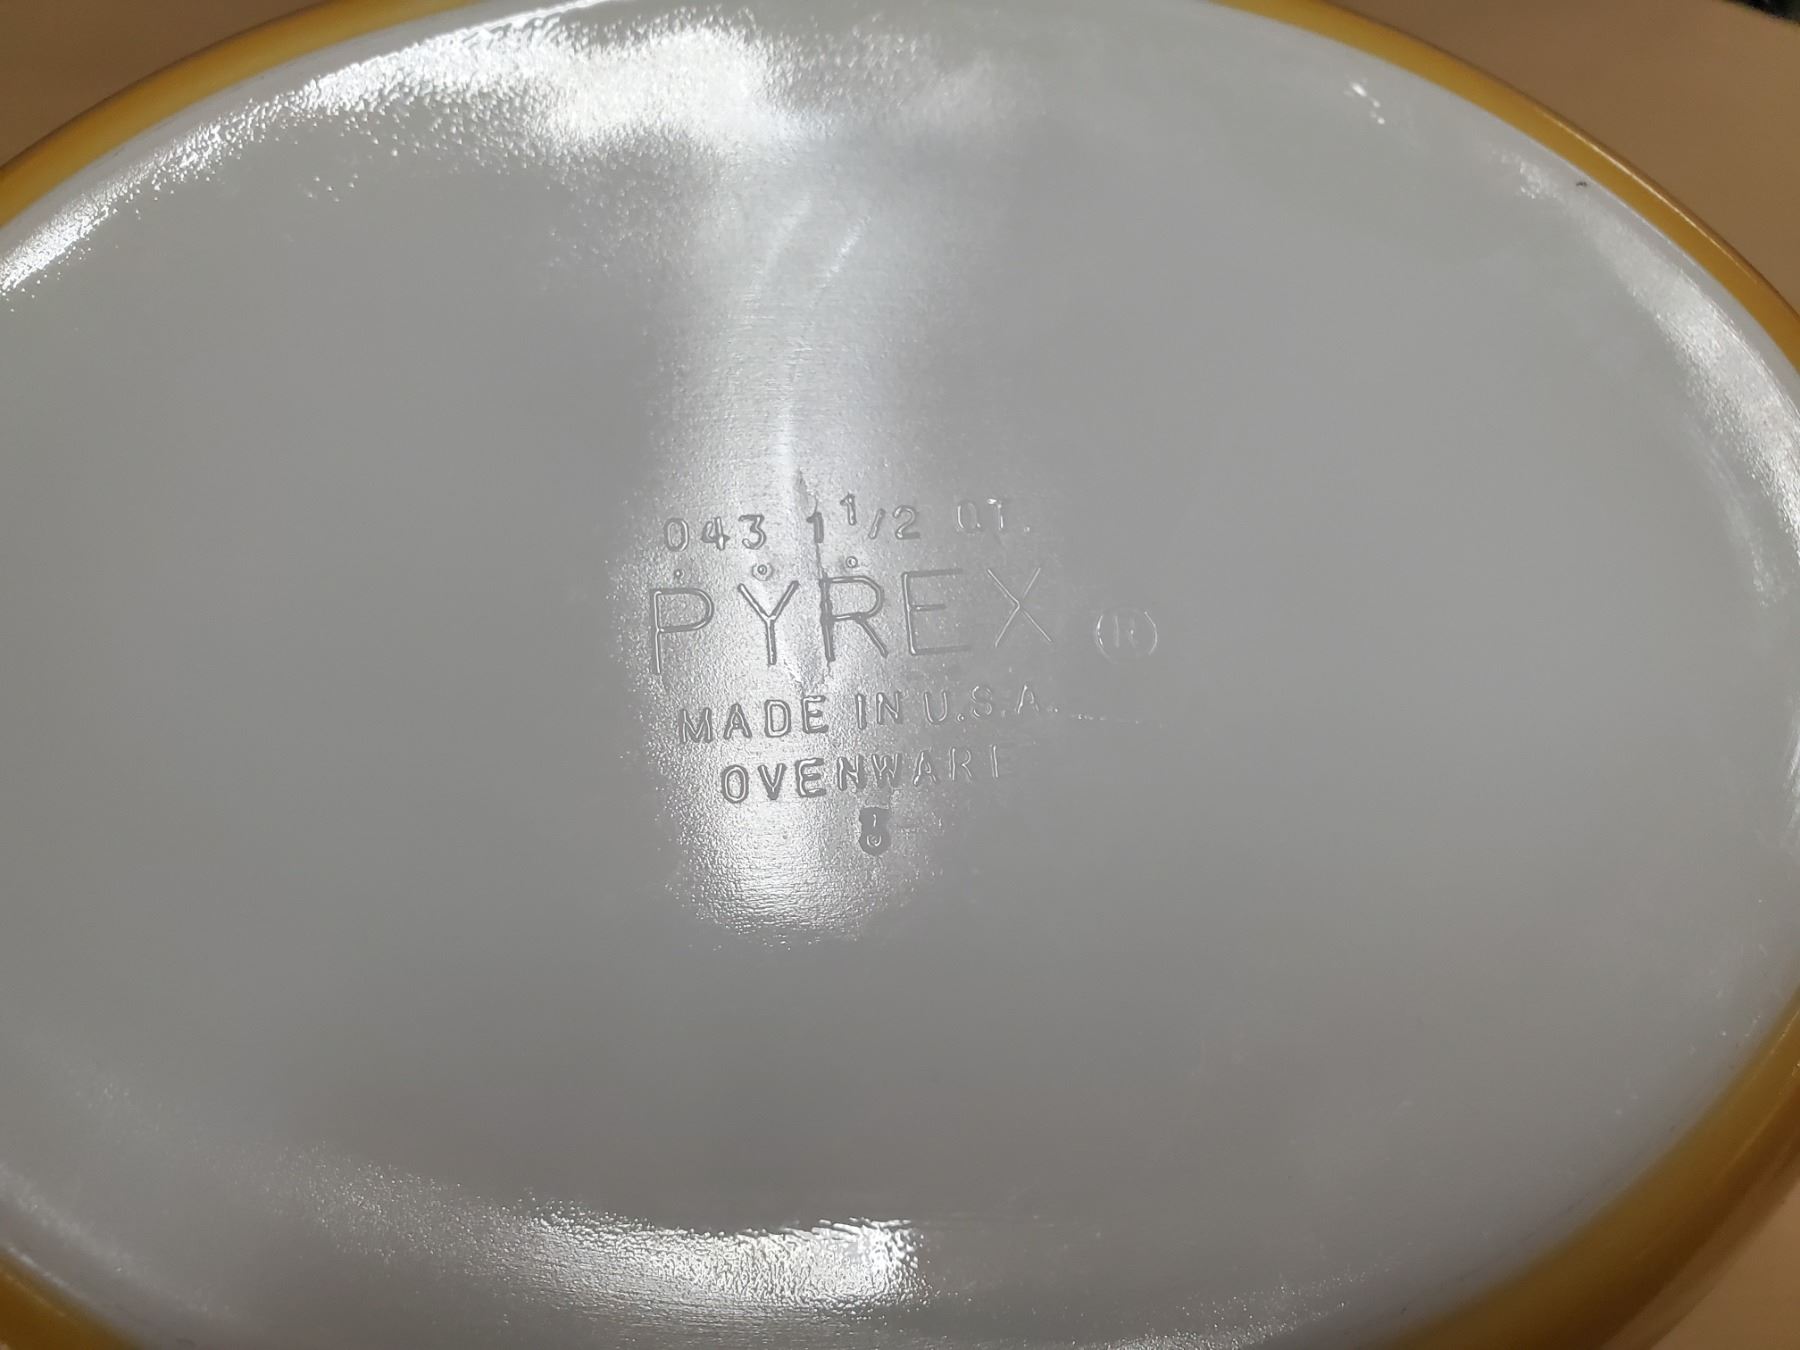 043 1 1/2 QT.
PYREX ®
MADE IN U.S.A.
OVENWARE